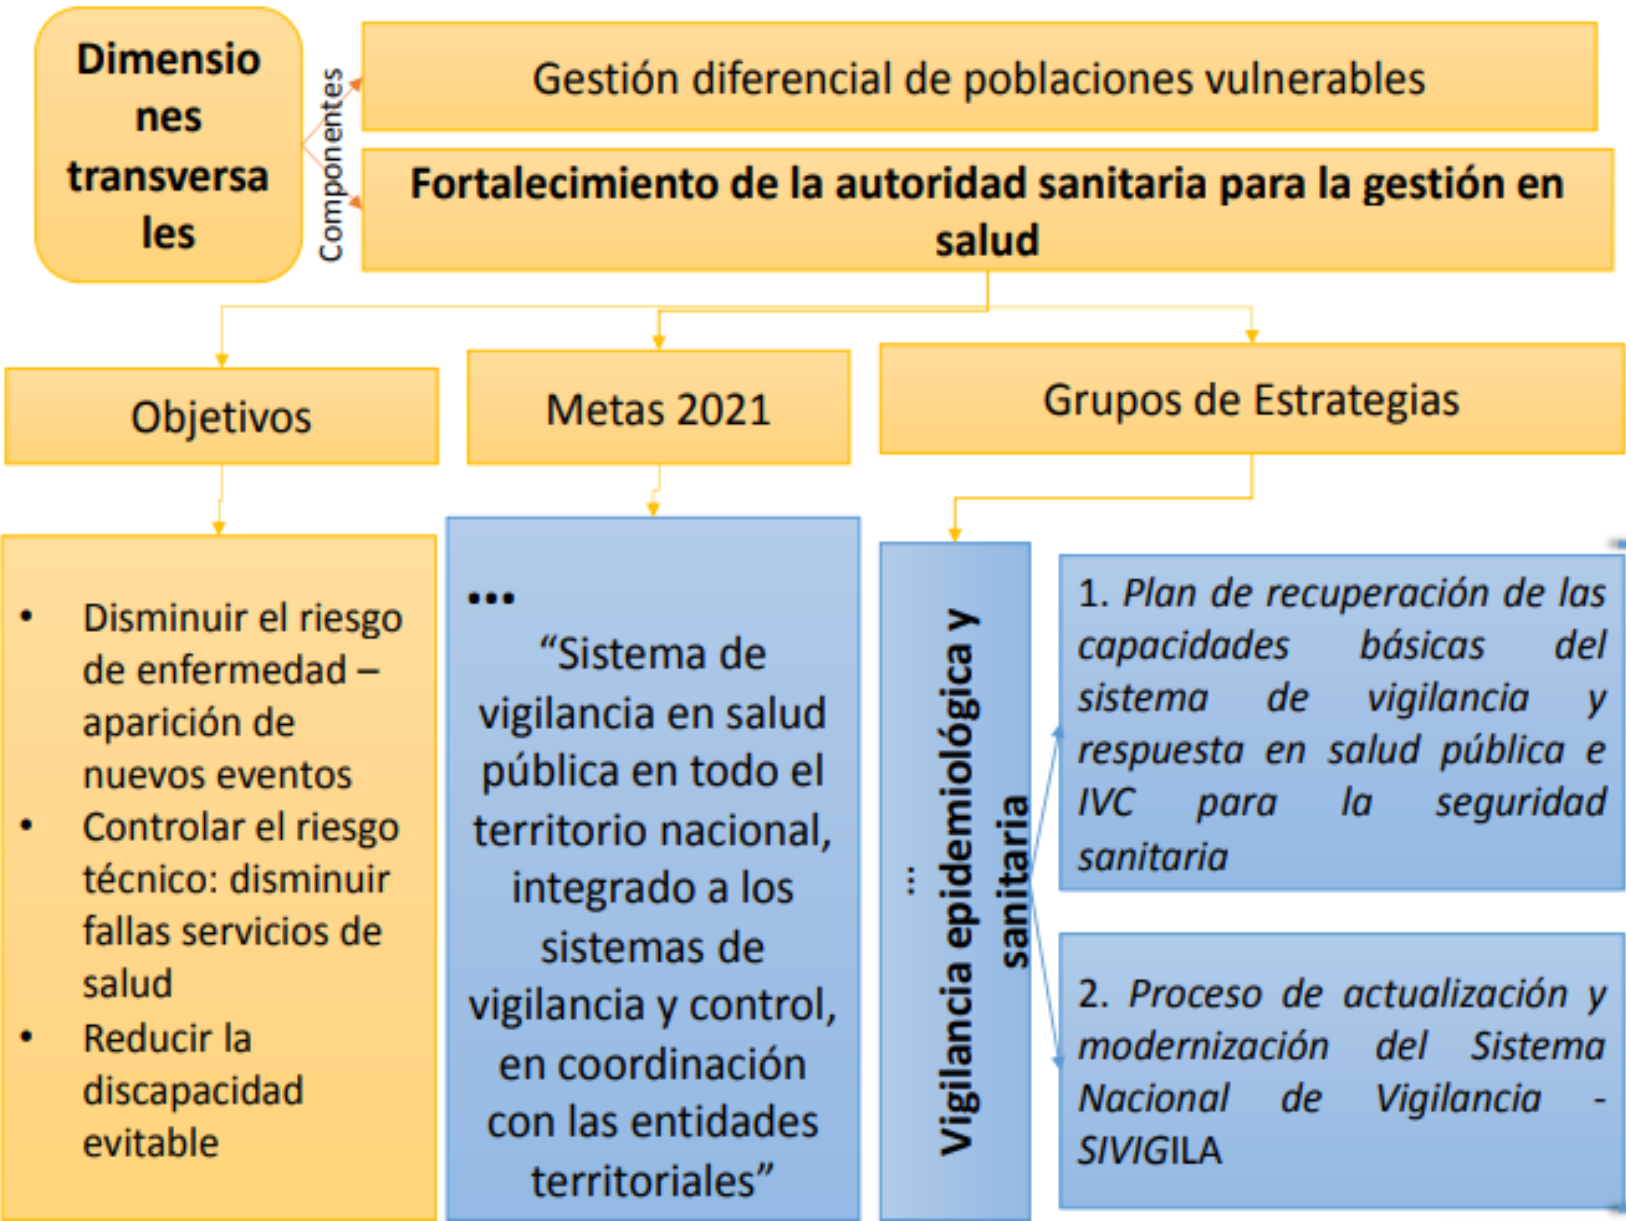 Dimensio
nes
transversa
les
Componentes
Gestión diferencial de poblaciones vulnerables
Fortalecimiento de la autoridad sanitaria para la gestión en
salud
Objetivos
Metas 2021
Grupos de Estrategias
• Disminuir el riesgo
de enfermedad –
aparición de
nuevos eventos
• Controlar el riesgo
técnico: disminuir
fallas servicios de
salud
• Reducir la
discapacidad
evitable
...
“Sistema de
vigilancia en salud
pública en todo el
territorio nacional,
integrado a los
sistemas de
vigilancia y control,
en coordinación
con las entidades
territoriales”
...
Vigilancia epidemiológica y
sanitaria
1. Plan de recuperación de las
capacidades básicas del
sistema de vigilancia y
respuesta en salud pública e
IVC para la seguridad
sanitaria
2. Proceso de actualización y
modernización del Sistema
Nacional de Vigilancia -
SIVIGILA